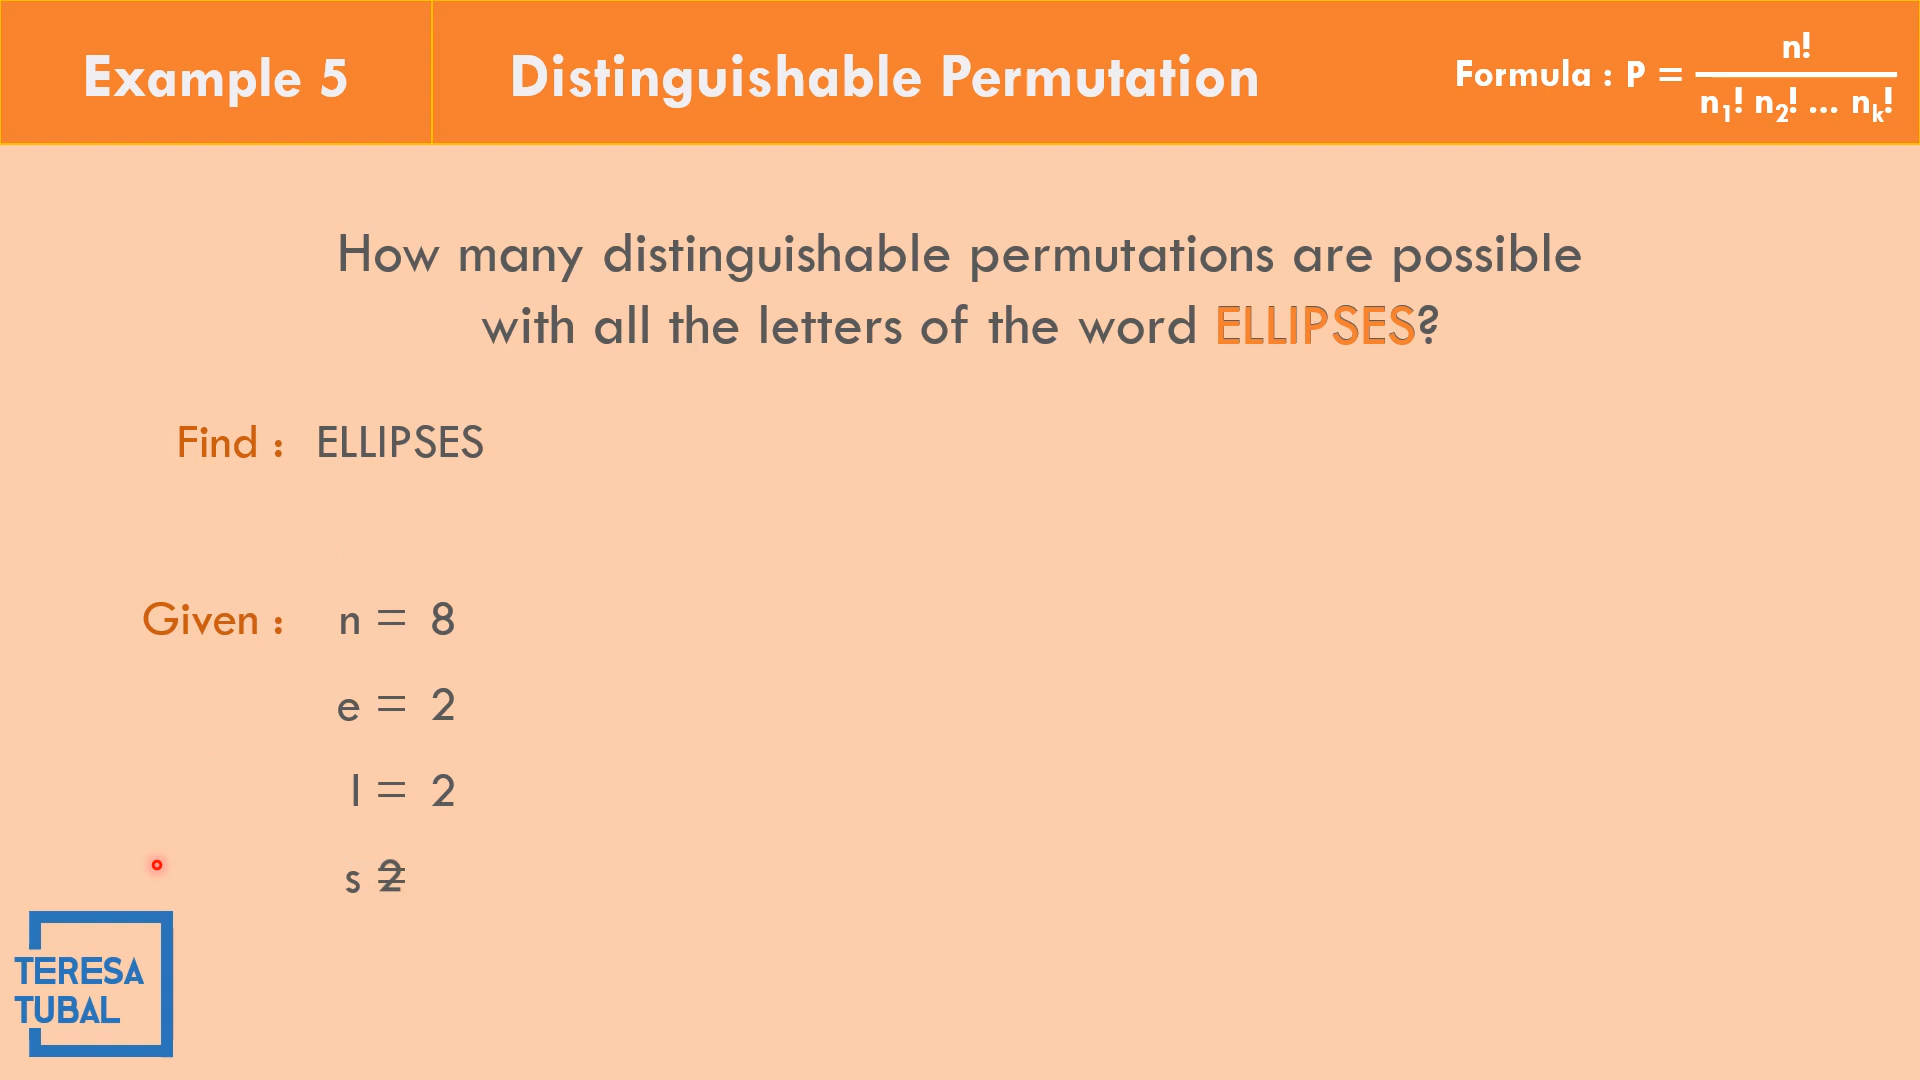 Example 5
Distinguishable Permutation
Formula : P = n! / n₁! n₂! ... nₖ!
How many distinguishable permutations are possible
with all the letters of the word ELLIPSES?
Find : ELLIPSES
Given : n = 8
e = 2
l = 2
s = 2
TERESA
TUBAL